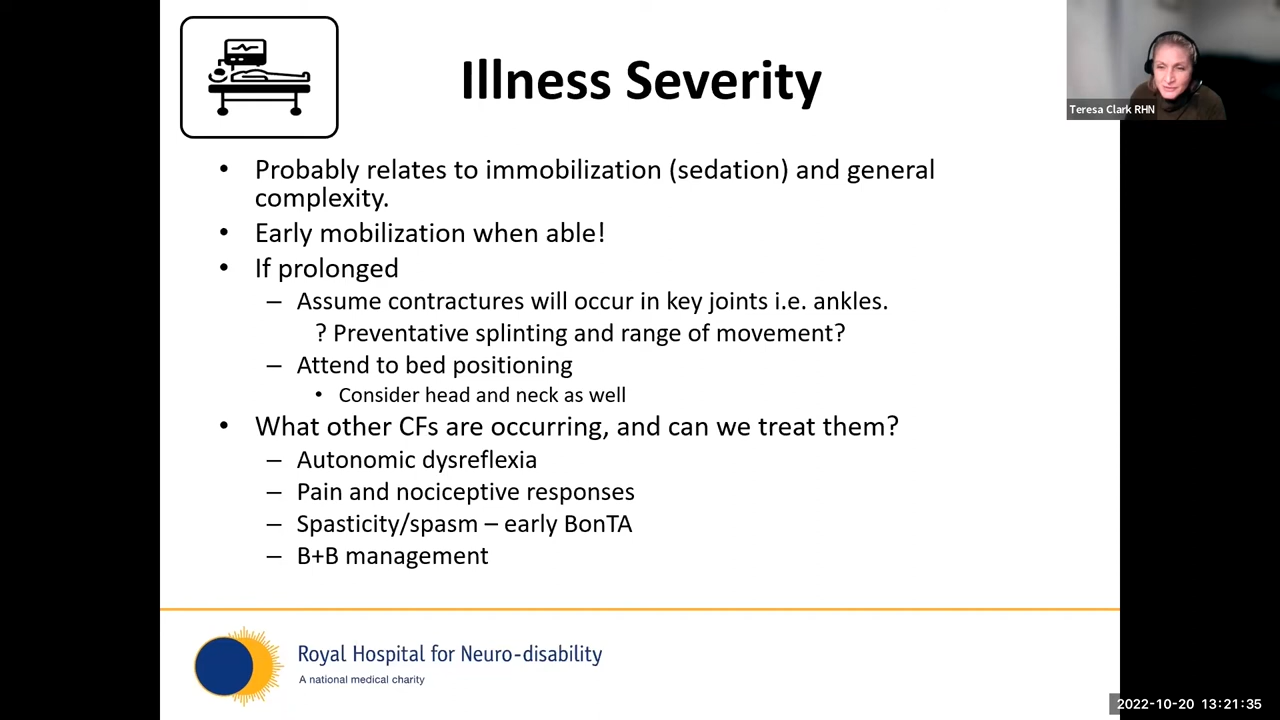 Illness Severity
Teresa Clark RHN
• Probably relates to immobilization (sedation) and general
complexity.
• Early mobilization when able!
• If prolonged
– Assume contractures will occur in key joints i.e. ankles.
? Preventative splinting and range of movement?
– Attend to bed positioning
• Consider head and neck as well
• What other CFs are occurring, and can we treat them?
– Autonomic dysreflexia
– Pain and nociceptive responses
– Spasticity/spasm – early BonTA
– B+B management
Royal Hospital for Neuro-disability
A national medical charity
2022-10-20 13:21:35